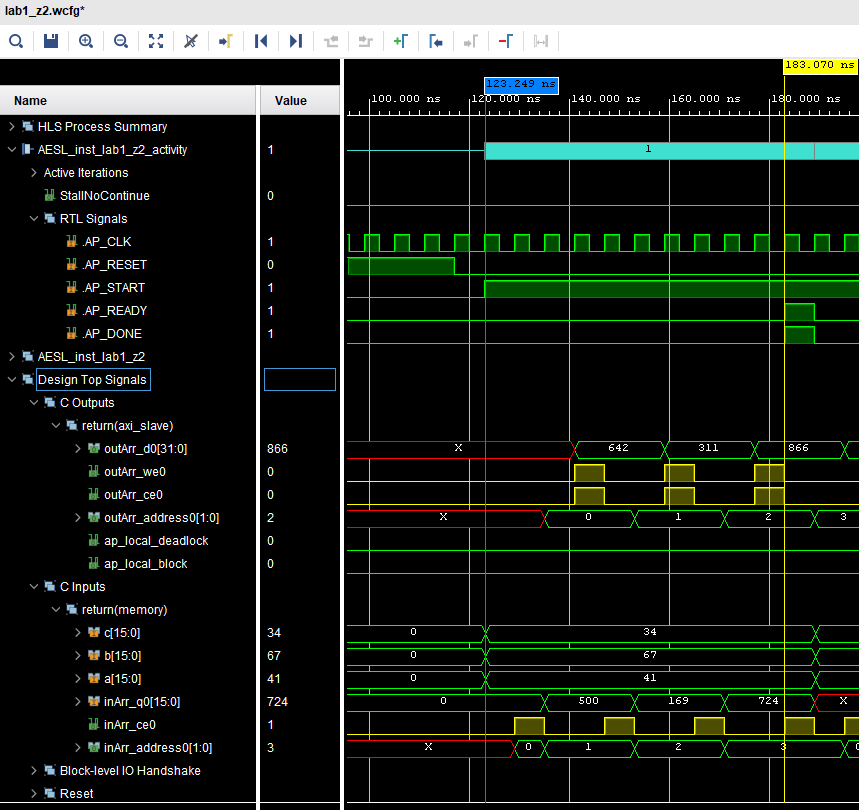 lab1_z2.wcfg*
183.070 ns
123.249 ns
Name Value 100.000 ns 120.000 ns 140.000 ns 160.000 ns 180.000 ns
HLS Process Summary
AESL_inst_lab1_z2_activity 1 1
Active Iterations
StallNoContinue 0
RTL Signals
.AP_CLK 1
.AP_RESET 0
.AP_START 1
.AP_READY 1
.AP_DONE 1
AESL_inst_lab1_z2
Design Top Signals
C Outputs
return(axi_slave)
outArr_d0[31:0] 866 X 642 311 866
outArr_we0 0
outArr_ce0 0
outArr_address0[1:0] 2 X 0 1 2 3
ap_local_deadlock 0
ap_local_block 0
C Inputs
return(memory)
c[15:0] 34 0 34
b[15:0] 67 0 67
a[15:0] 41 0 41
inArr_q0[15:0] 724 0 500 169 724 X
inArr_ce0 1
inArr_address0[1:0] 3 X 0 1 2 3 0
Block-level IO Handshake
Reset